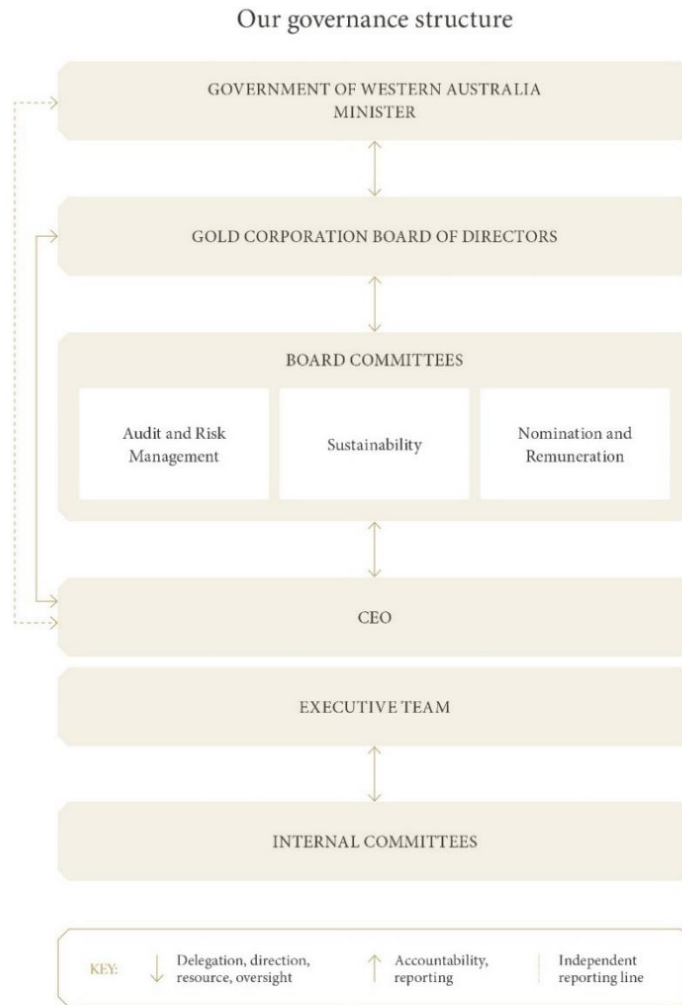 Our governance structure
GOVERNMENT OF WESTERN AUSTRALIA
MINISTER
GOLD CORPORATION BOARD OF DIRECTORS
BOARD COMMITTEES
Audit and Risk
Management
Sustainability
Nomination and
Remuneration
CEO
EXECUTIVE TEAM
INTERNAL COMMITTEES
KEY:
Delegation, direction,
resource, oversight
Accountability,
reporting
Independent
reporting line